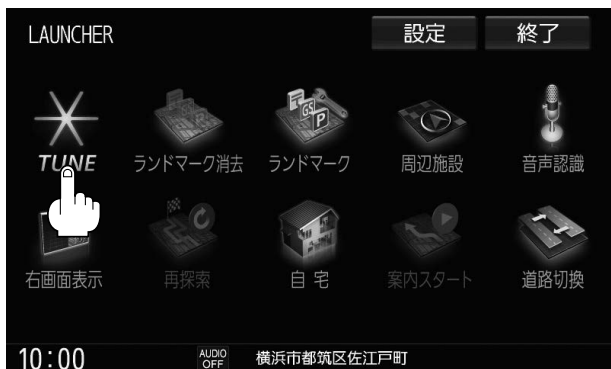 LAUNCHER 設定 終了
TUNE ランドマーク消去 ランドマーク 周辺施設 音声認識
右画面表示 再探索 自宅 案内スタート 道路切換
10:00 AUDIO OFF 横浜市都筑区佐江戸町